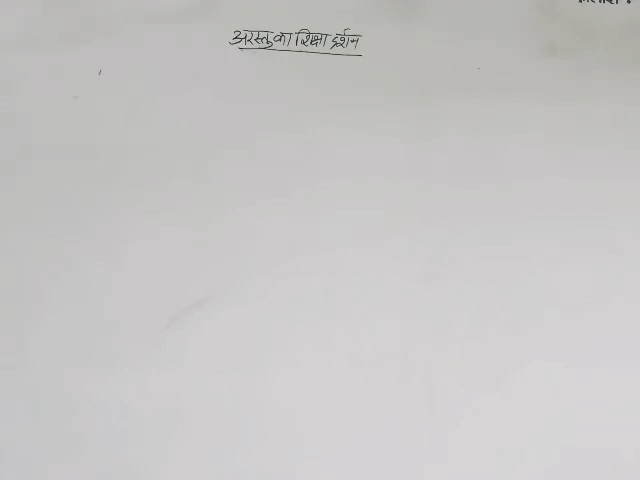 अरस्तु का शिक्षा दर्शन